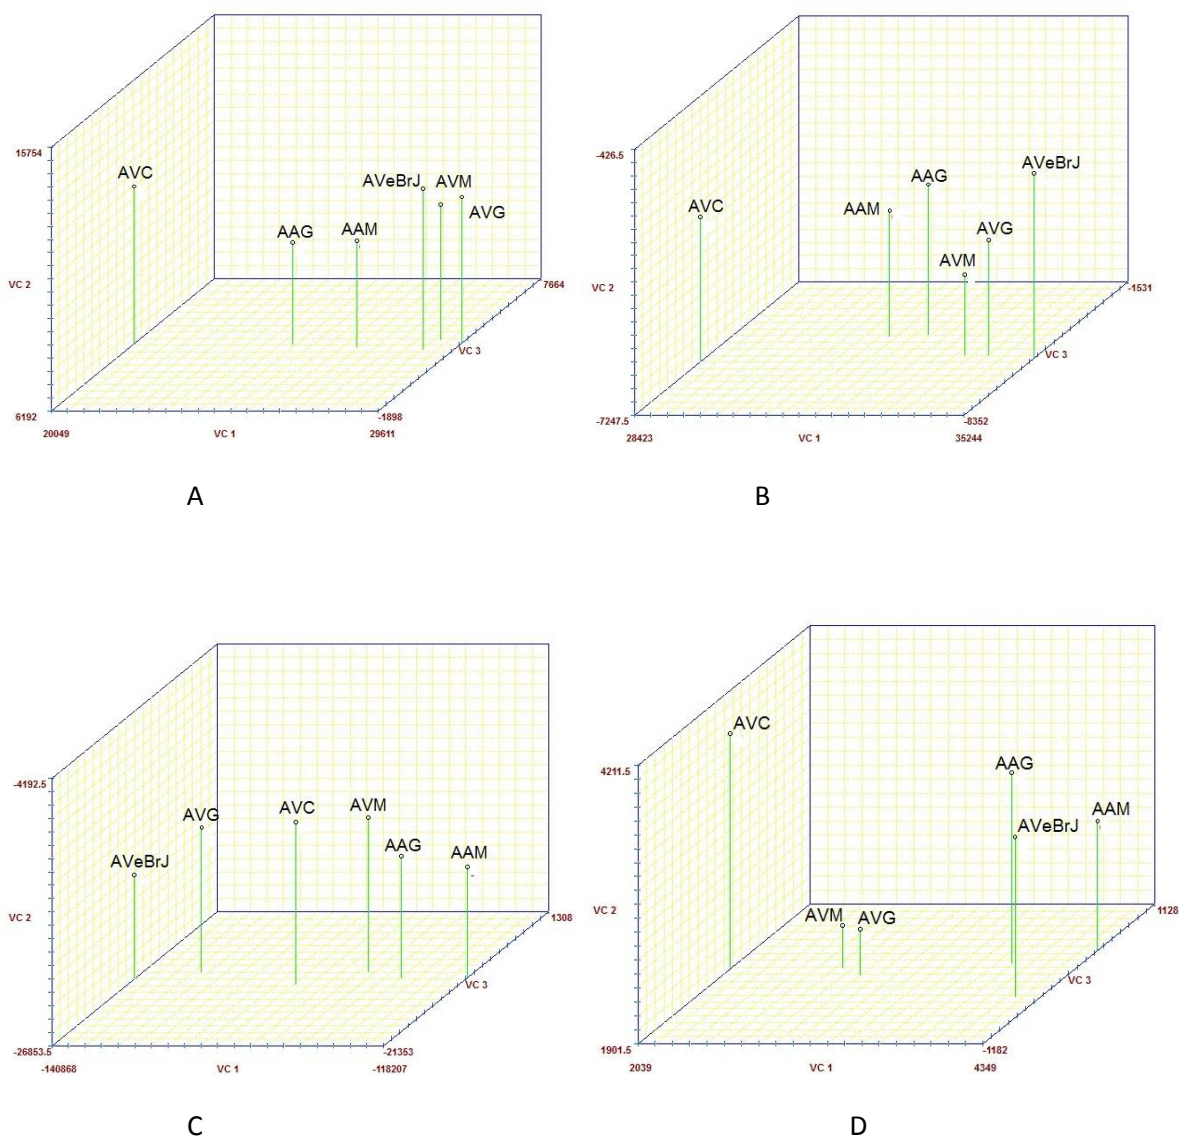 15754
AVC
AVeBrJ
AVM
AVG
AAG
AAM
VC 2
7664
VC 3
6192
-1898
20049
VC 1
29611
A
-426.5
AVC
AAG
AVeBrJ
AAM
AVG
AVM
VC 2
-1531
VC 3
-7247.5
-8352
28423
VC 1
35244
B
-4192.5
AVG
AVC
AVM
AVeBrJ
AAG
AAM
VC 2
1308
VC 3
-26853.5
-21353
-140868
VC 1
-118207
C
AVC
4211.5
AAG
AVeBrJ
AAM
VC 2
AVM
AVG
1128
VC 3
1901.5
-1182
2039
VC 1
4349
D